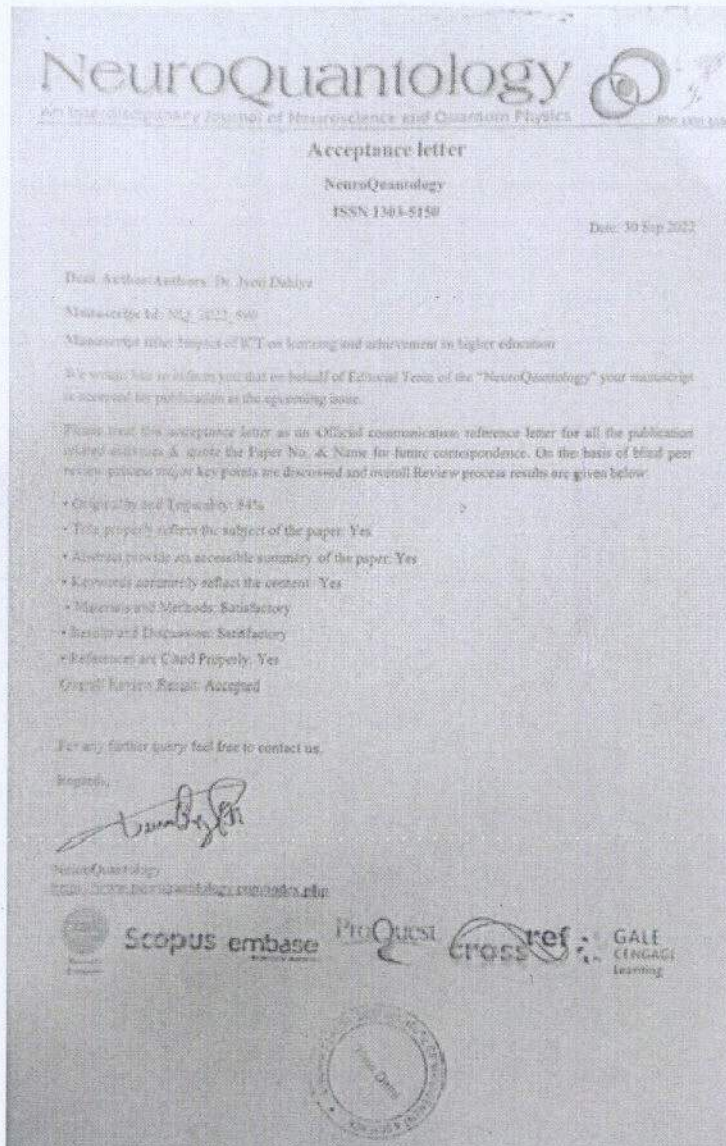 NeuroQuantology
An Interdisciplinary Journal of Neuroscience and Quantum Physics
Acceptance letter
NeuroQuantology
ISSN 1303-5150
Date: 30 Sep 2022
Dear Author/Authors: Dr. Jyoti Dahiya
Manuscript Id: NQ_2022_
Manuscript title: Impact of ICT on learning and achievement in higher education
We would like to inform you that on behalf of Editorial Team of the "NeuroQuantology" your manuscript
is accepted for publication in the upcoming issue.
Please treat this acceptance letter as an Official communication reference letter for all the publication
related & quote the Paper No. & Name for future correspondence. On the basis of blind peer
review process major key points are discussed and overall Review process results are given below:
• Originality and : 84%
• Title properly reflects the subject of the paper: Yes
• Abstract provide an accessible summary of the paper: Yes
• Keywords accurately reflect the content: Yes
• Materials and Methods: Satisfactory
• Results and Discussion: Satisfactory
• References are Cited Properly: Yes
Overall Review Result: Accepted
For any further query feel free to contact us.
Regards,
NeuroQuantology
http://www.neuroquantology.com/index.php
Scopus embase ProQuest crossref GALE
CENGAGE
Learning